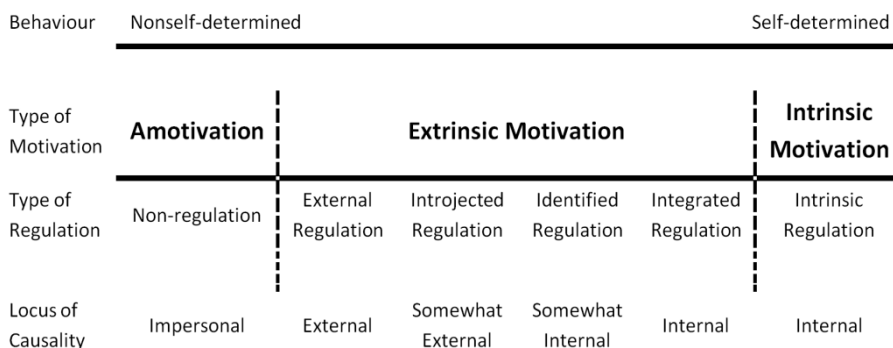 Behaviour Nonself-determined Self-determined
Type of
Motivation
Amotivation
Extrinsic Motivation
Intrinsic
Motivation
Type of
Regulation
Non-regulation
External
Regulation
Introjected
Regulation
Identified
Regulation
Integrated
Regulation
Intrinsic
Regulation
Locus of
Causality
Impersonal
External
Somewhat
External
Somewhat
Internal
Internal
Internal